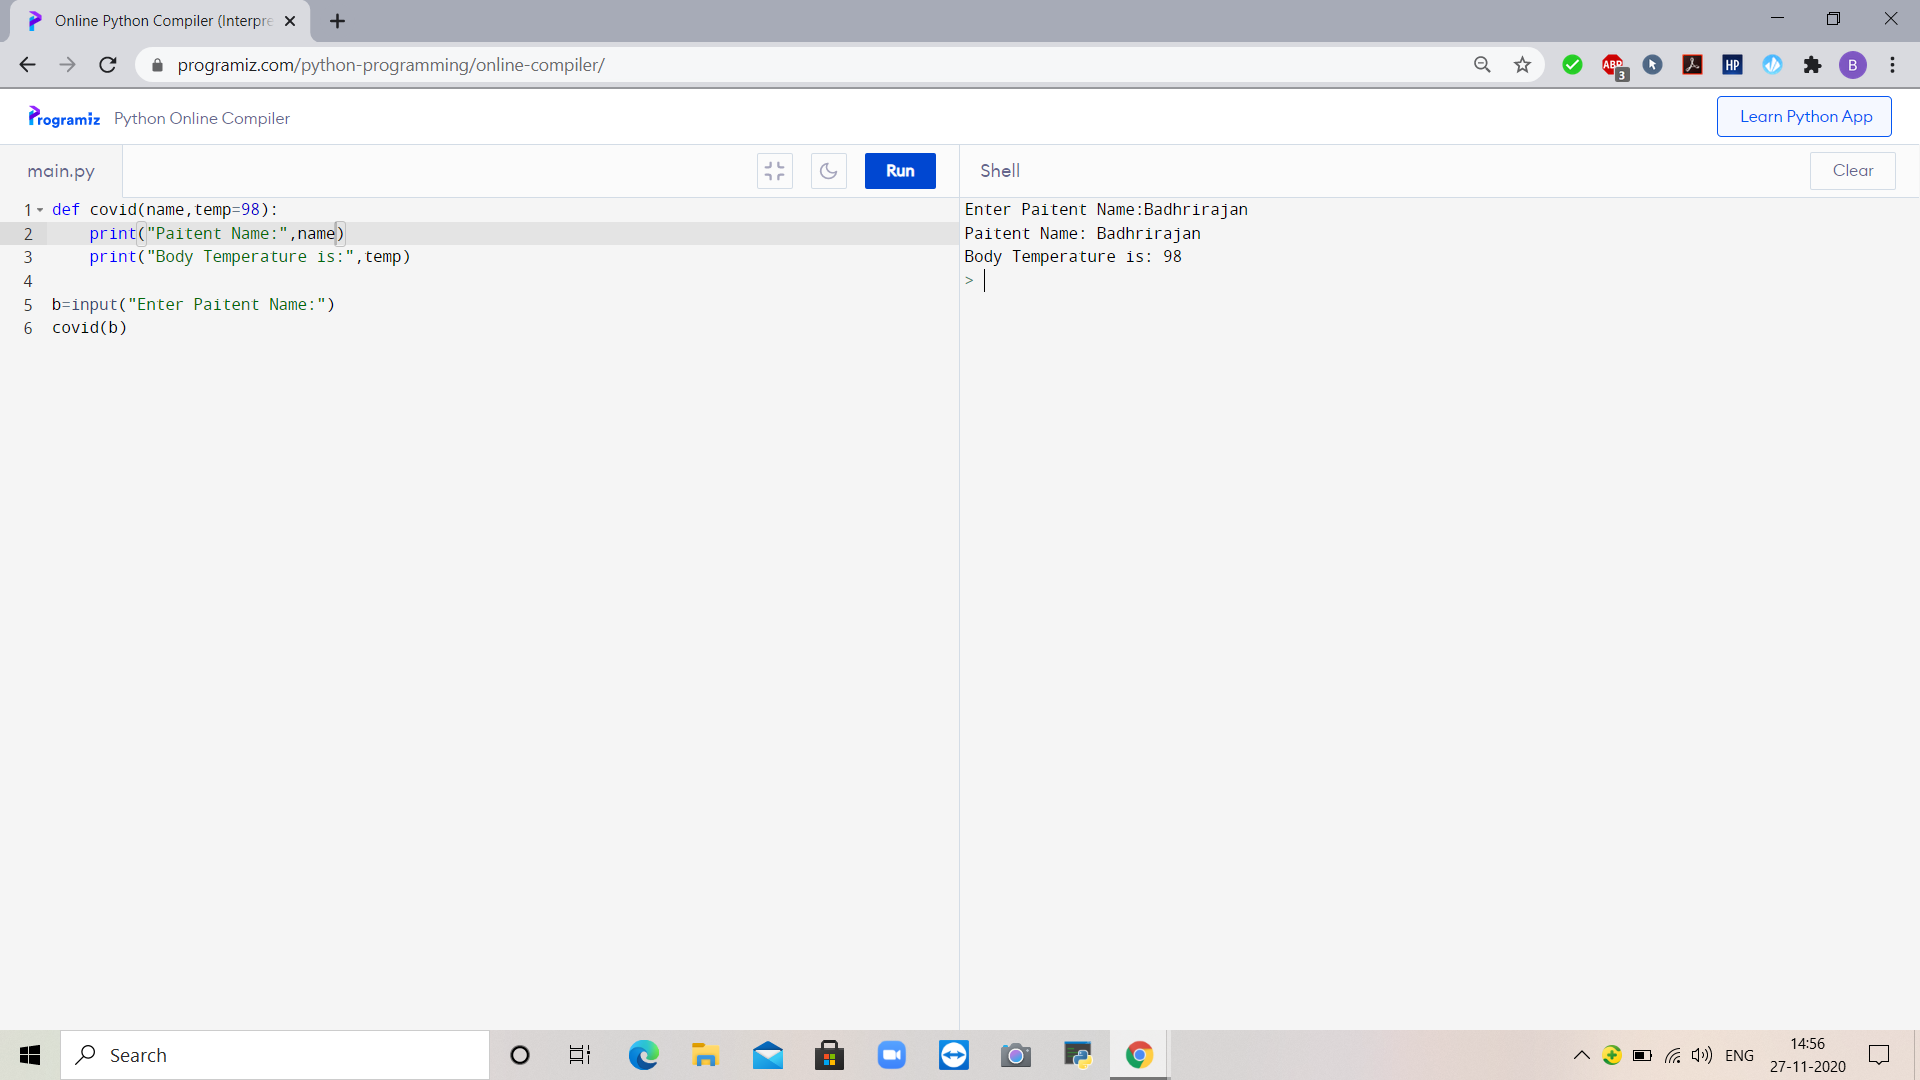 Online Python Compiler (Interpre
programiz.com/python-programming/online-compiler/
ABP
3
HP
B
Programiz Python Online Compiler
Learn Python App
main.py
Run
Shell
Clear
1 def covid(name,temp=98):
2 print("Paitent Name:",name)
3 print("Body Temperature is:",temp)
4
5 b=input("Enter Paitent Name:")
6 covid(b)
Enter Paitent Name:Badhrirajan
Paitent Name: Badhrirajan
Body Temperature is: 98
>
Search
ENG
14:56
27-11-2020